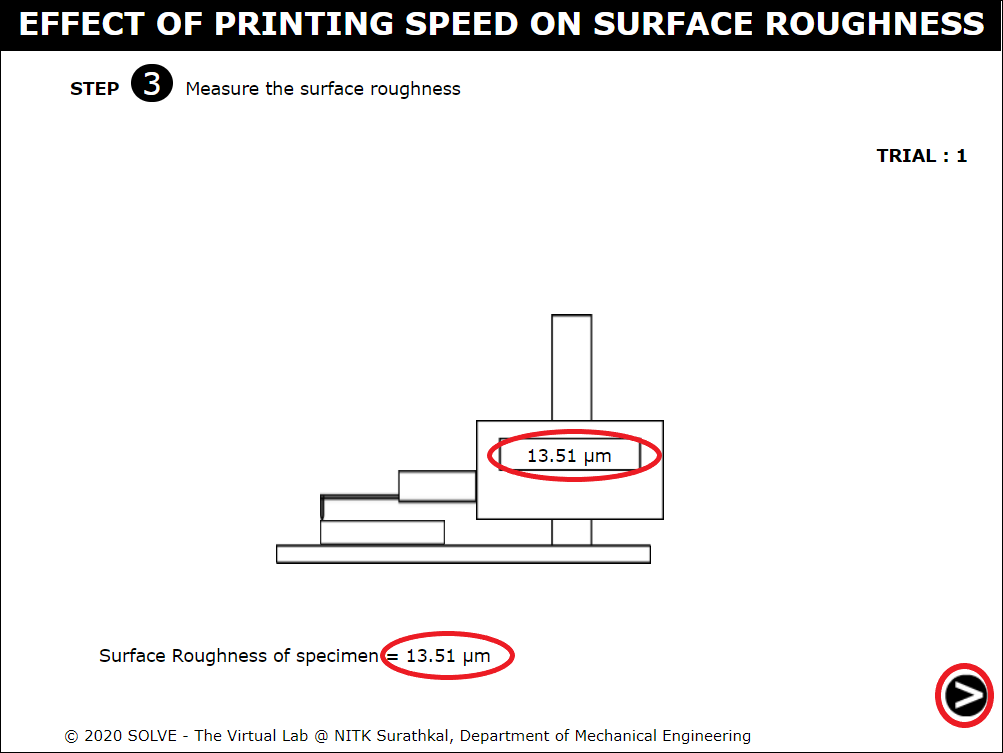 EFFECT OF PRINTING SPEED ON SURFACE ROUGHNESS
STEP 3 Measure the surface roughness
TRIAL : 1
13.51 μm
Surface Roughness of specimen = 13.51 μm
>
© 2020 SOLVE - The Virtual Lab @ NITK Surathkal, Department of Mechanical Engineering